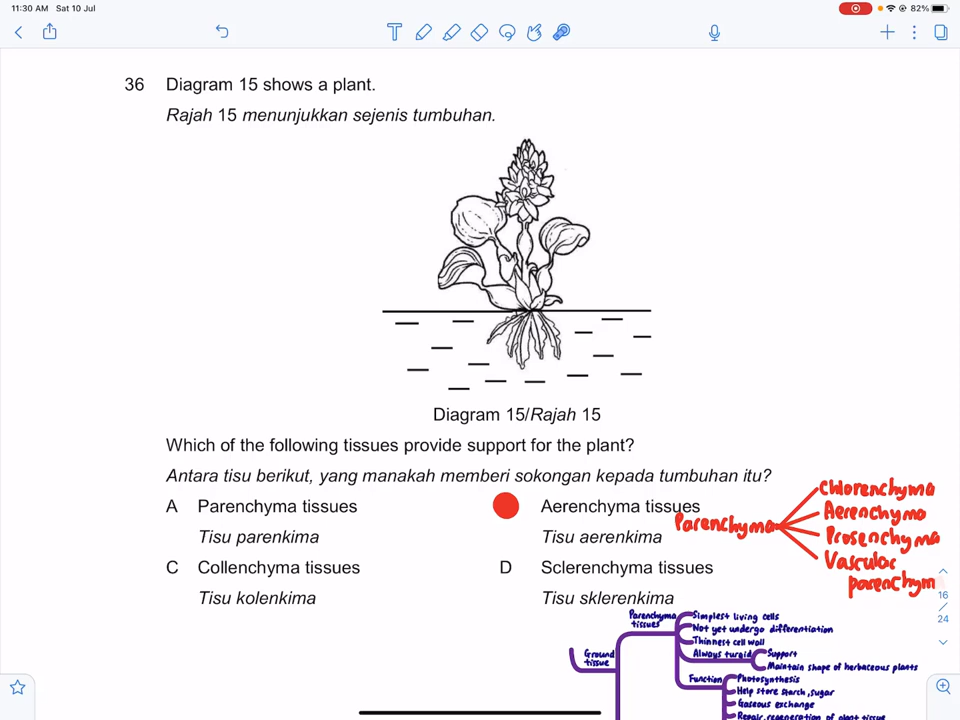 11:30 AM Sat 10 Jul
82%
36 Diagram 15 shows a plant.
Rajah 15 menunjukkan sejenis tumbuhan.
Diagram 15/Rajah 15
Which of the following tissues provide support for the plant?
Antara tisu berikut, yang manakah memberi sokongan kepada tumbuhan itu?
A Parenchyma tissues
Tisu parenkima
Aerenchyma tissues
Tisu aerenkima
C Collenchyma tissues
Tisu kolenkima
D Sclerenchyma tissues
Tisu sklerenkima
Parenchyma
Chlorenchyma
Aerenchyma
Prosenchyma
Vascular
parenchym
16
/
24
Ground
tissue
Parenchyma
tissues
Simplest living cells
Not yet undergo differentiation
Thinnest cell wall
Always turgid
Support
Maintain shape of herbaceous plants
Function
Photosynthesis
Help store starch, sugar
Gaseous exchange
Repair, regeneration of plant tissue